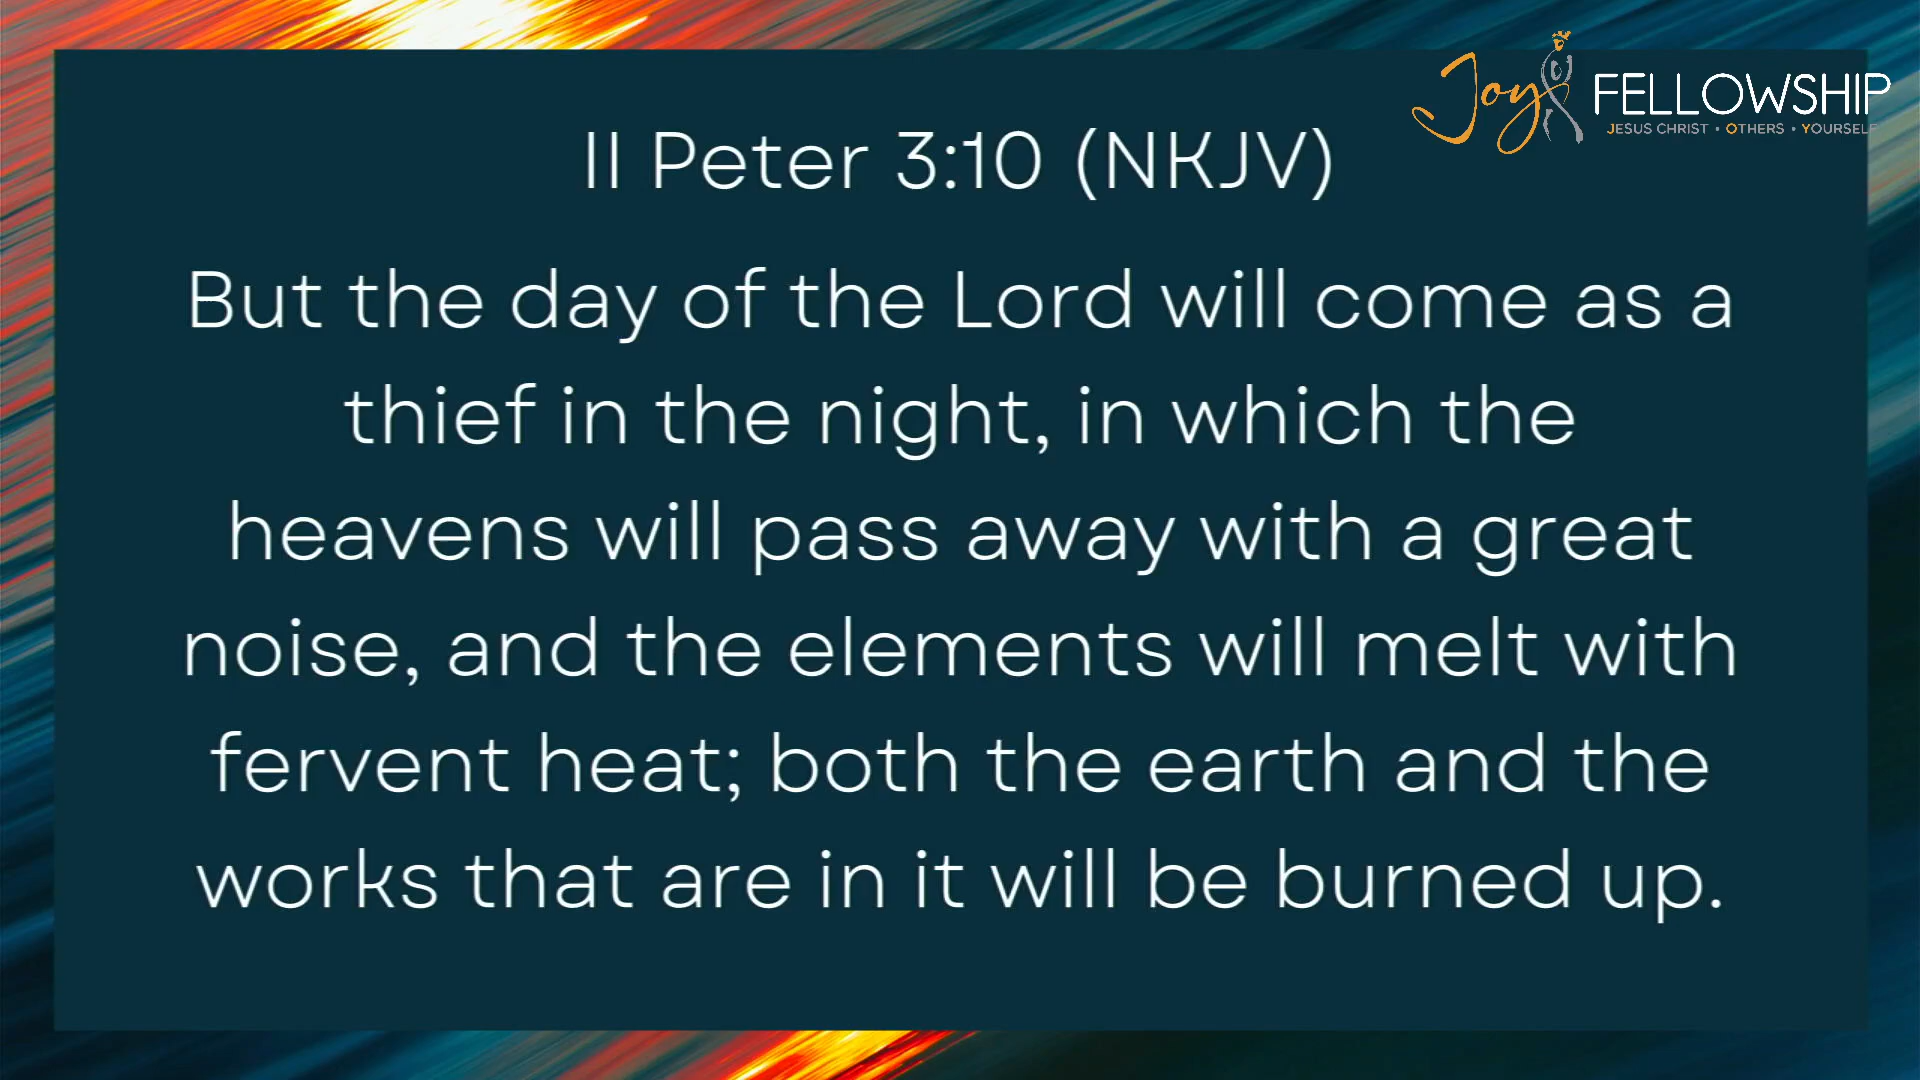 Joy FELLOWSHIP
JESUS CHRIST • OTHERS • YOURSELF
II Peter 3:10 (NKJV)
But the day of the Lord will come as a
thief in the night, in which the
heavens will pass away with a great
noise, and the elements will melt with
fervent heat; both the earth and the
works that are in it will be burned up.